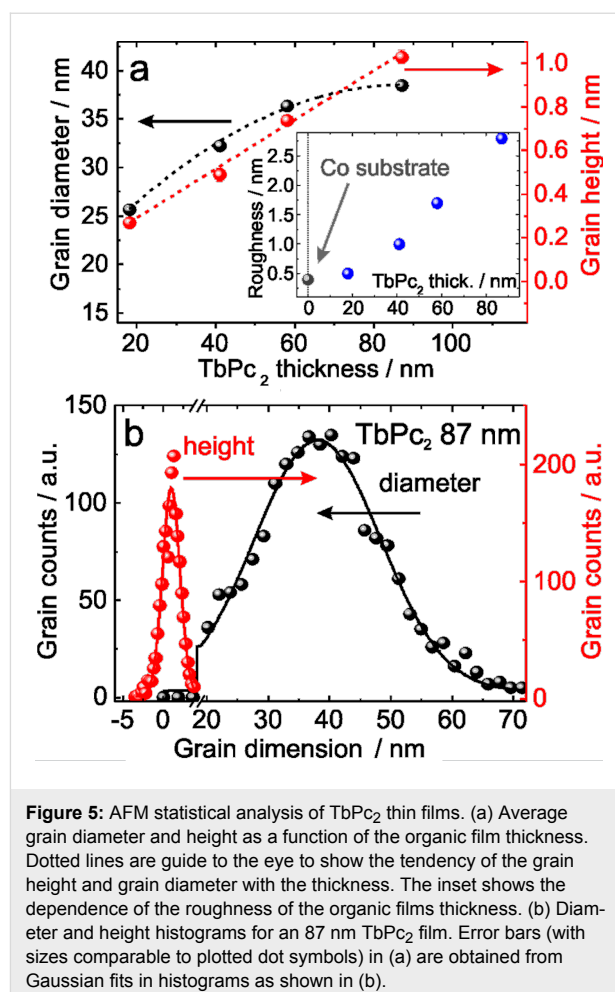 a
Grain diameter / nm
40
35
30
25
20
15
Grain height / nm
1.0
0.8
0.6
0.4
0.2
0.0
Roughness / nm
2.5
2.0
1.5
1.0
0.5
Co substrate
TbPc2 thick. / nm
0 20 40 60 80
20 40 60 80 100
TbPc2 thickness / nm
b
TbPc2 87 nm
height
diameter
Grain counts / a.u.
150
100
50
0
Grain counts / a.u.
200
100
0
-5 0 20 30 40 50 60 70
Grain dimension / nm
Figure 5: AFM statistical analysis of TbPc2 thin films. (a) Average
grain diameter and height as a function of the organic film thickness.
Dotted lines are guide to the eye to show the tendency of the grain
height and grain diameter with the thickness. The inset shows the
dependence of the roughness of the organic films thickness. (b) Diam-
eter and height histograms for an 87 nm TbPc2 film. Error bars (with
sizes comparable to plotted dot symbols) in (a) are obtained from
Gaussian fits in histograms as shown in (b).